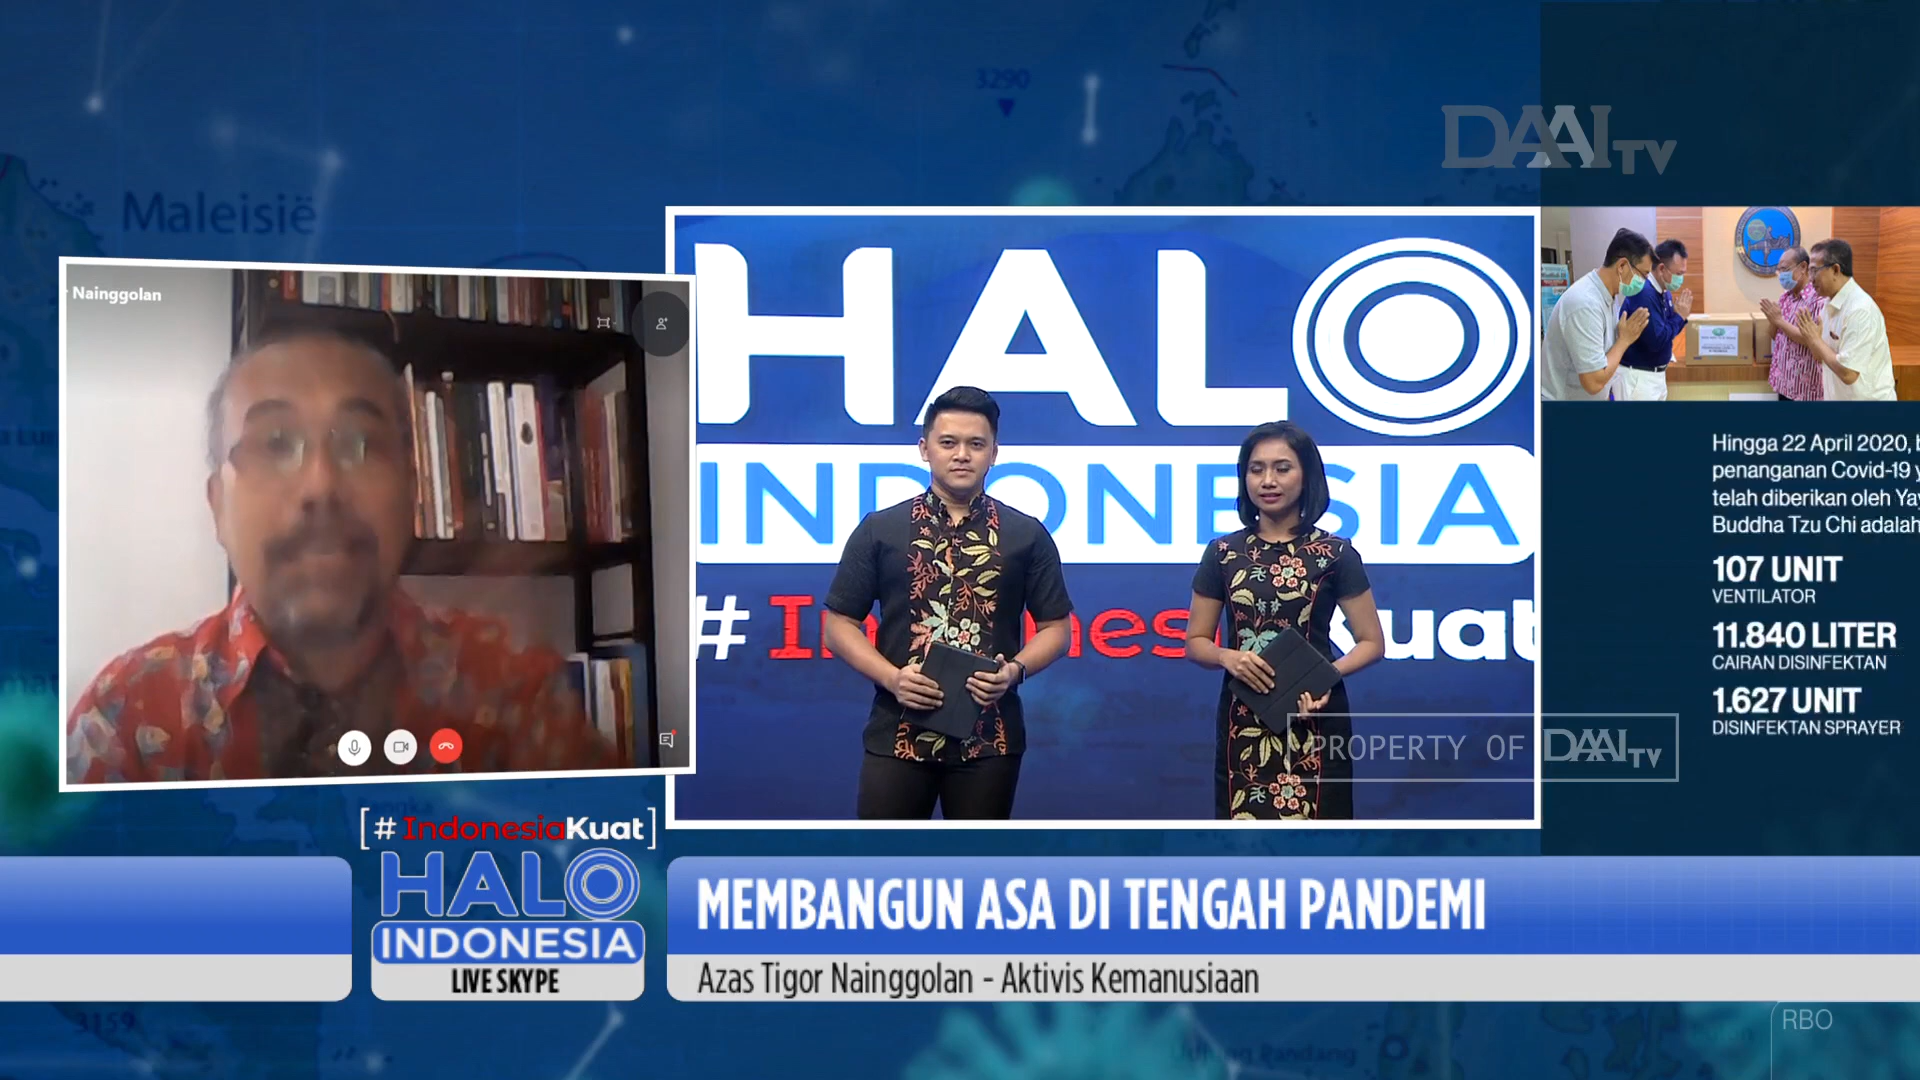 3290
DAAI TV
Maleisië
Nainggolan
HALO
INDONESIA
#IndonesiaKuat
Hingga 22 April 2020, b
penanganan Covid-19 y
telah diberikan oleh Yay
Buddha Tzu Chi adalah
107 UNIT
VENTILATOR
11.840 LITER
CAIRAN DISINFEKTAN
1.627 UNIT
DISINFEKTAN SPRAYER
PROPERTY OF DAAI TV
[#IndonesiaKuat]
HALO
INDONESIA
LIVE SKYPE
MEMBANGUN ASA DI TENGAH PANDEMI
Azas Tigor Nainggolan - Aktivis Kemanusiaan
3159
RBO